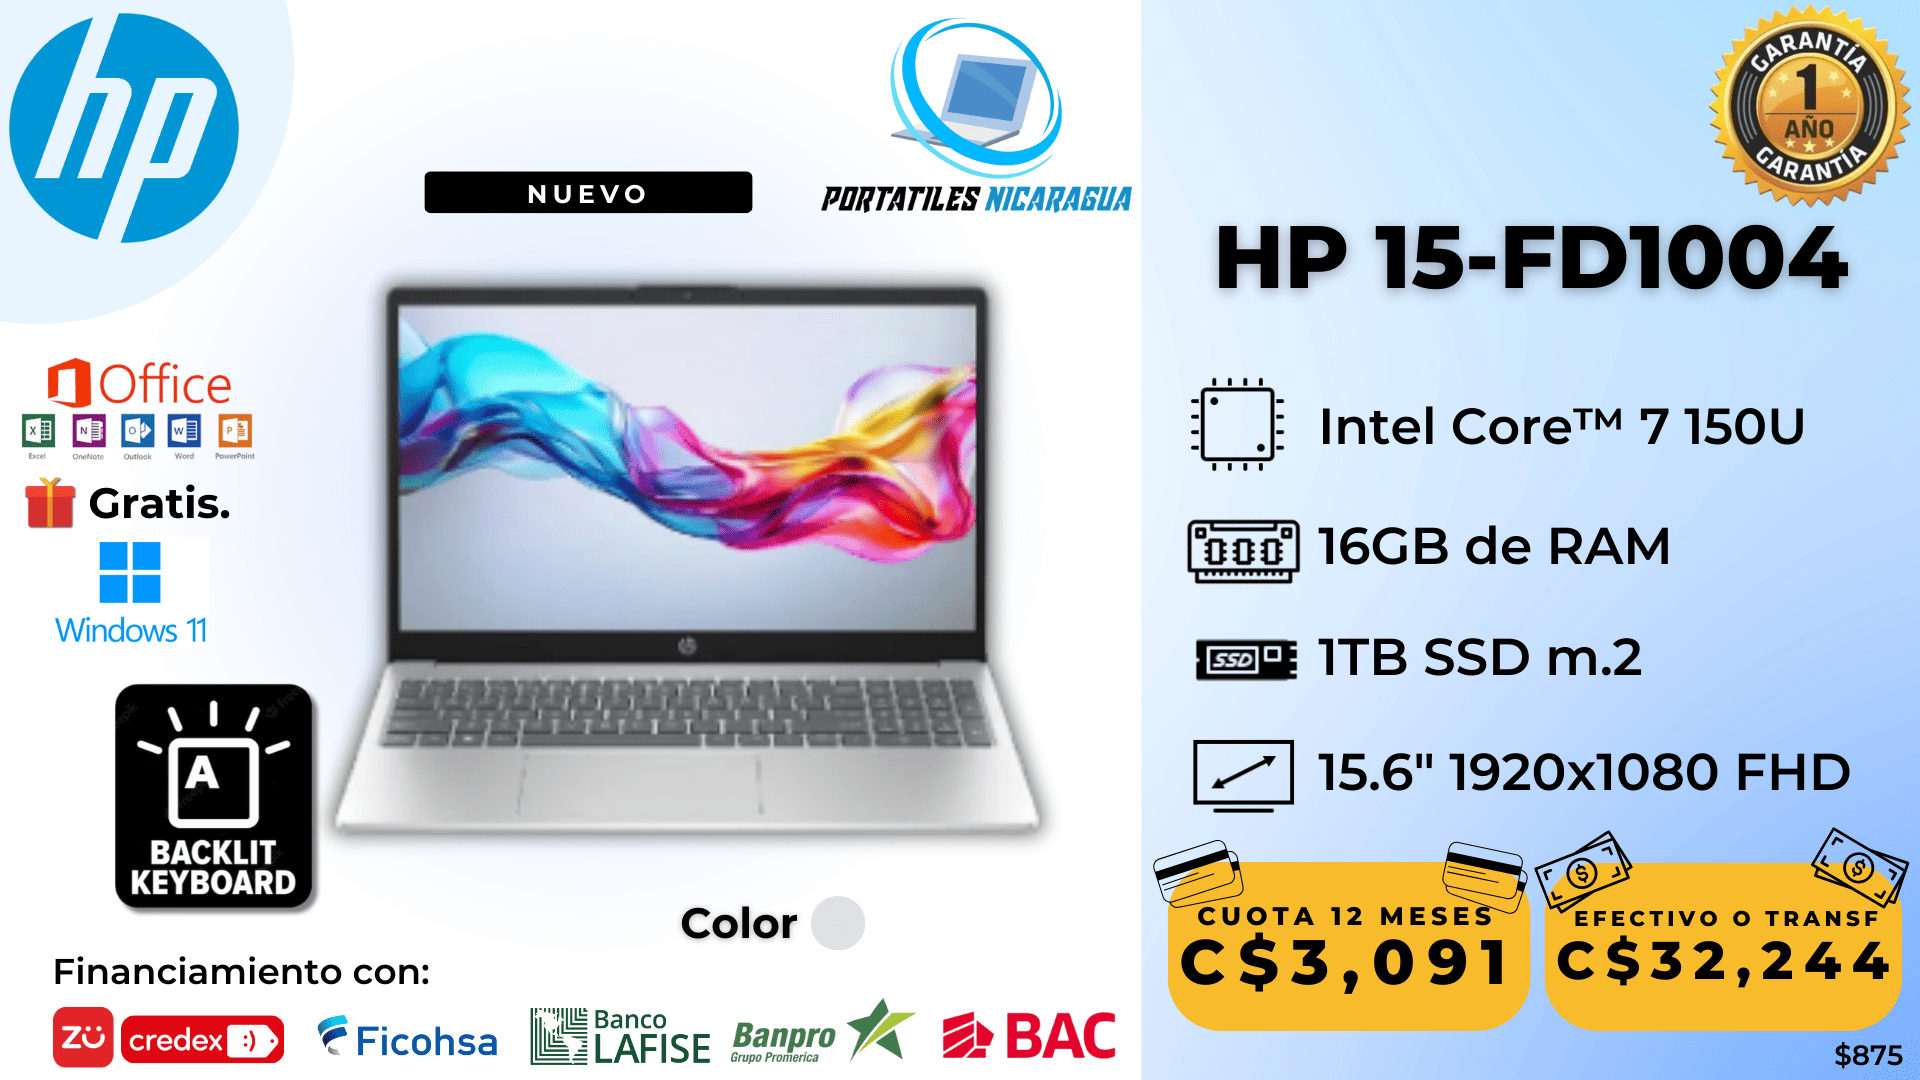 hp
NUEVO
PORTATILES NICARAGUA
GARANTÍA
1
AÑO
GARANTÍA
HP 15-FD1004
Office
Excel
OneNote
Outlook
Word
PowerPoint
Gratis.
Windows 11
A
BACKLIT
KEYBOARD
Color
Intel Core™ 7 150U
16GB de RAM
SSD
1TB SSD m.2
15.6" 1920x1080 FHD
CUOTA 12 MESES
C$3,091
EFECTIVO O TRANSF
C$32,244
$875
Financiamiento con:
ZÜ
credex :)
Ficohsa
Banco
LAFISE
Banpro
Grupo Promerica
BAC